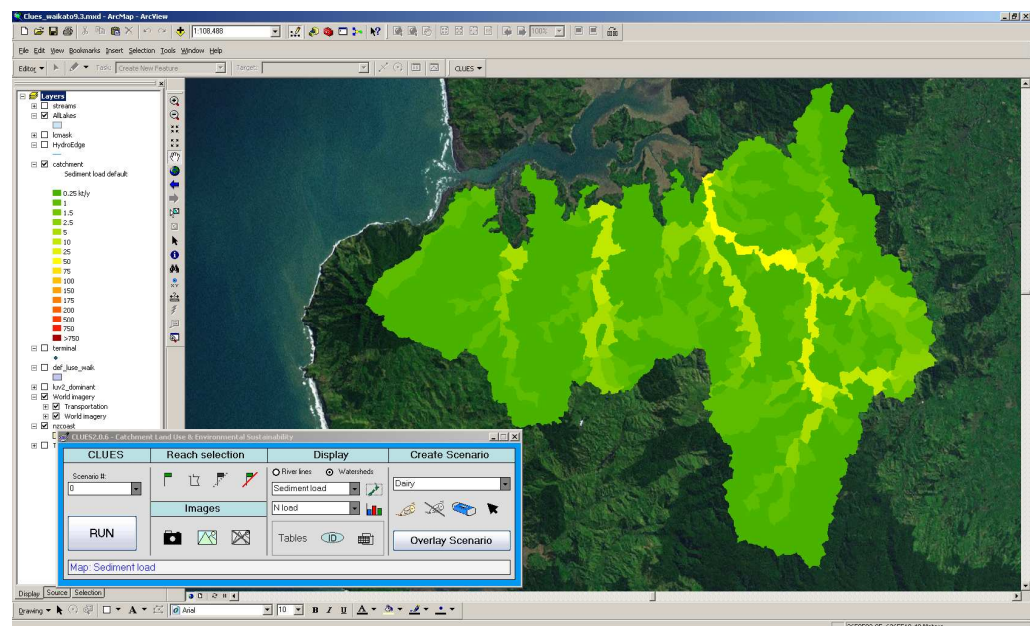 Clues_waikato9.3.mxd - ArcMap - ArcView
1:108,488
100%
File Edit View Bookmarks Insert Selection Tools Window Help
Editor Task: Create New Feature Target: CLUES
Layers
streams
AllLakes
lcmask
HydroEdge
catchment
Sediment load default
0.25 kt/y
1
1.5
2.5
5
10
25
50
75
100
150
175
200
500
750
>750
terminal
def_luse_waik
luv2_dominant
World imagery
Transportation
World imagery
nzcoast
CLUES2.0.6 - Catchment Land Use & Environmental Sustainability
CLUES Reach selection Display Create Scenario
Scenario #:
0
River lines Watersheds
Sediment load
Dairy
Images
N load
RUN
Tables ID
Overlay Scenario
Map: Sediment load
Display Source Selection
Drawing A Arial 10 B I U A